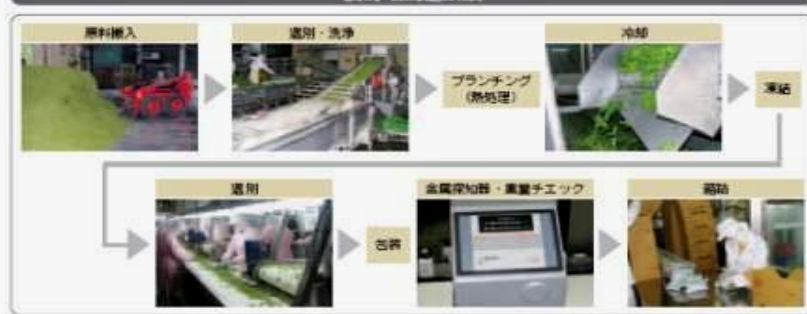 原料搬入
選別・洗浄
ブランチング
(熱処理)
冷却
凍結
選別
包装
金属探知器・重量チェック
箱詰